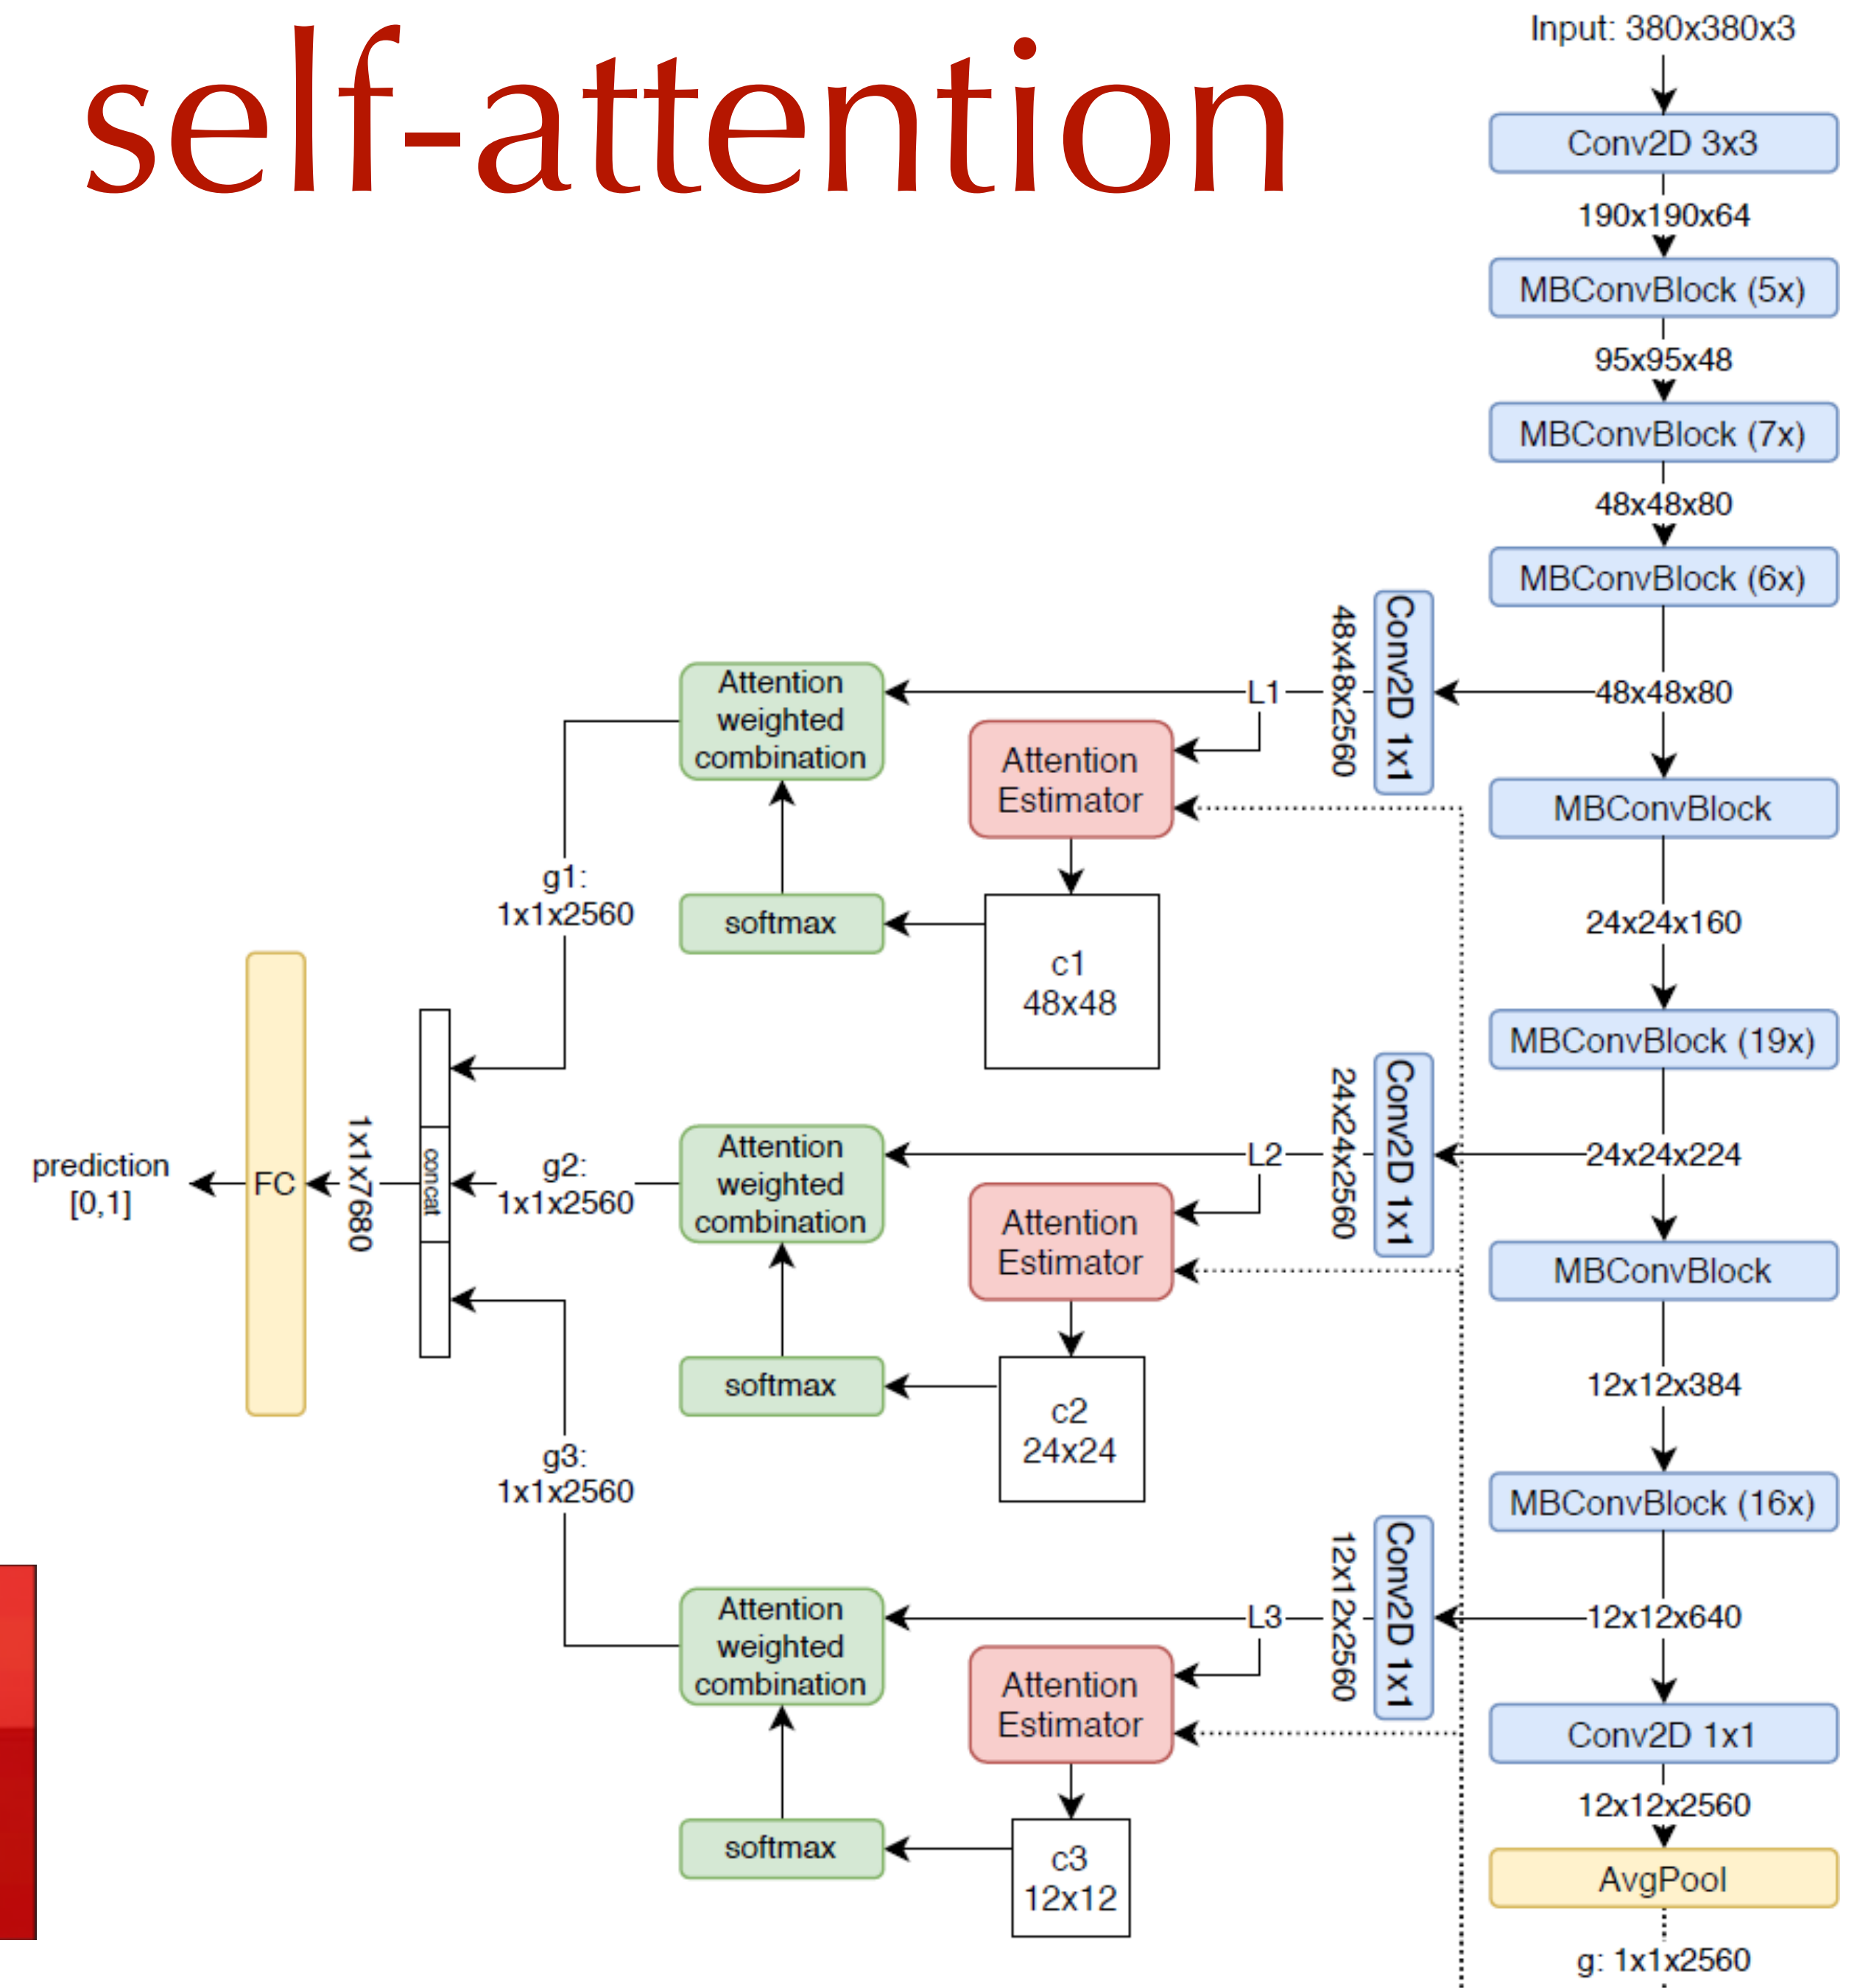 self-attention
Input: 380x380x3
Conv2D 3x3
190x190x64
MBConvBlock (5x)
95x95x48
MBConvBlock (7x)
48x48x80
MBConvBlock (6x)
48x48x80
Conv2D 1x1
48x48x2560
L1
Attention
weighted
combination
Attention
Estimator
MBConvBlock
g1:
1x1x2560
softmax
c1
48x48
24x24x160
MBConvBlock (19x)
24x24x224
Conv2D 1x1
24x24x2560
L2
Attention
weighted
combination
Attention
Estimator
g2:
1x1x2560
concat
1x1x7680
FC
prediction
[0,1]
MBConvBlock
softmax
c2
24x24
12x12x384
g3:
1x1x2560
MBConvBlock (16x)
12x12x640
Conv2D 1x1
12x12x2560
L3
Attention
weighted
combination
Attention
Estimator
Conv2D 1x1
12x12x2560
softmax
c3
12x12
AvgPool
g: 1x1x2560